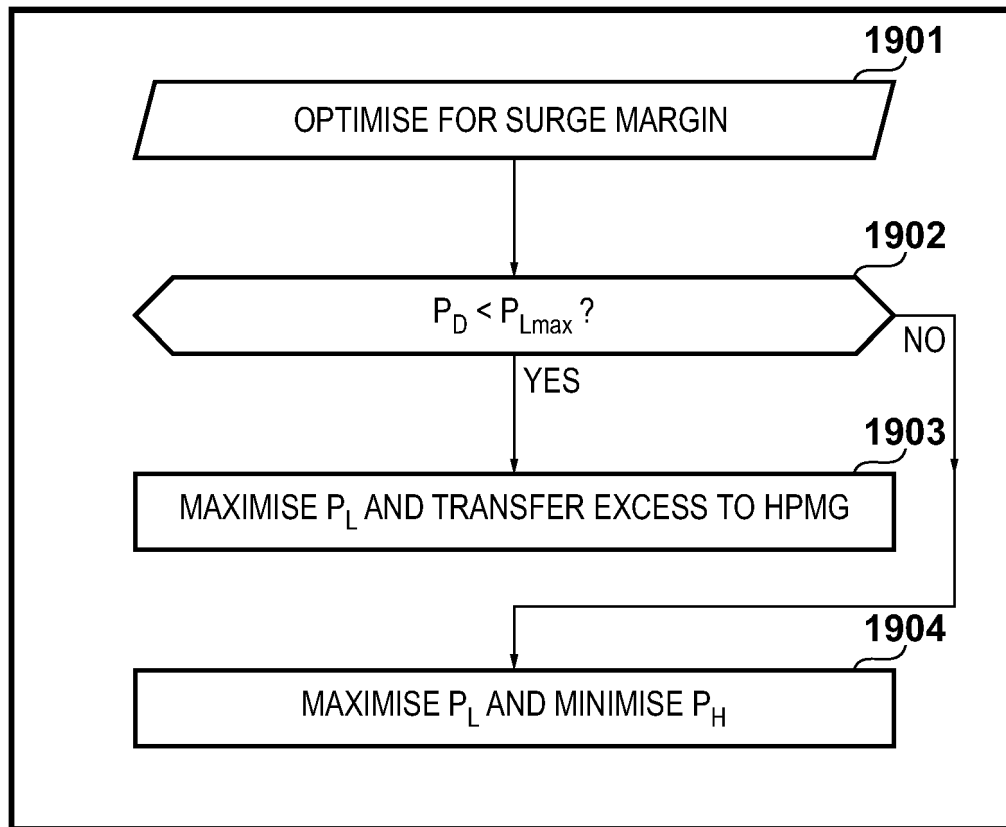 1901
OPTIMISE FOR SURGE MARGIN
1902
P_D < P_Lmax ?
NO
YES
1903
MAXIMISE P_L AND TRANSFER EXCESS TO HPMG
1904
MAXIMISE P_L AND MINIMISE P_H